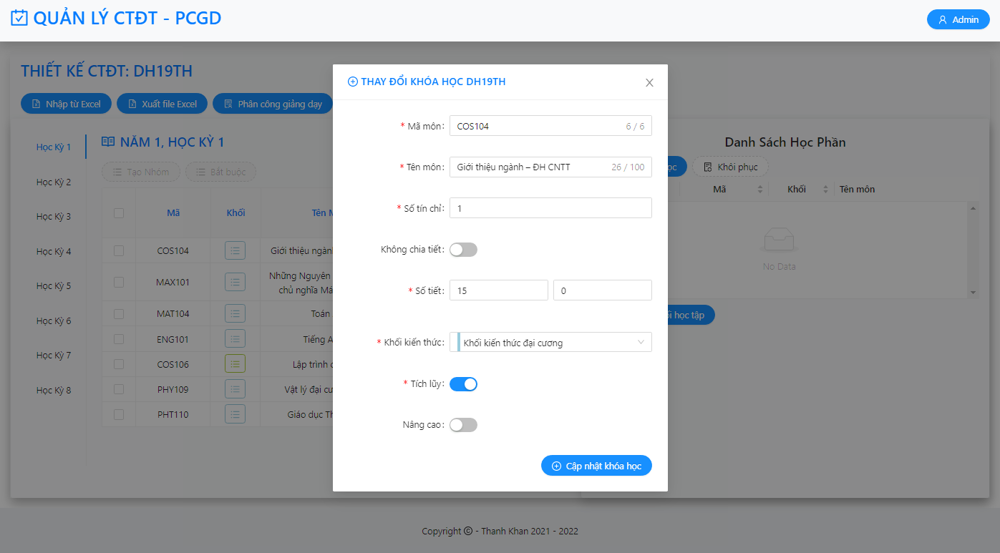 QUẢN LÝ CTĐT - PCGD
Admin
THIẾT KẾ CTĐT: DH19TH
Nhập từ Excel
Xuất file Excel
Phân công giảng dạy
Học Kỳ 1
Học Kỳ 2
Học Kỳ 3
Học Kỳ 4
Học Kỳ 5
Học Kỳ 6
Học Kỳ 7
Học Kỳ 8
NĂM 1, HỌC KỲ 1
Tạo Nhóm
Bắt buộc
Mã Khối Tên
COS104 Giới thiệu ngành
MAX101 Những Nguyên
chủ nghĩa
MAT104 Toán
ENG101 Tiếng
COS106 Lập trình
PHY109 Vật lý đại
PHT110 Giáo dục
THAY ĐỔI KHÓA HỌC DH19TH
* Mã môn: COS104 6 / 6
* Tên môn: Giới thiệu ngành – ĐH CNTT 26 / 100
* Số tín chỉ: 1
Không chia tiết:
* Số tiết: 15 0
* Khối kiến thức: Khối kiến thức đại cương
* Tích lũy:
Nâng cao:
Cập nhật khóa học
Danh Sách Học Phần
Khôi phục
Mã Khối Tên môn
No Data
học tập
Copyright © - Thanh Khan 2021 - 2022